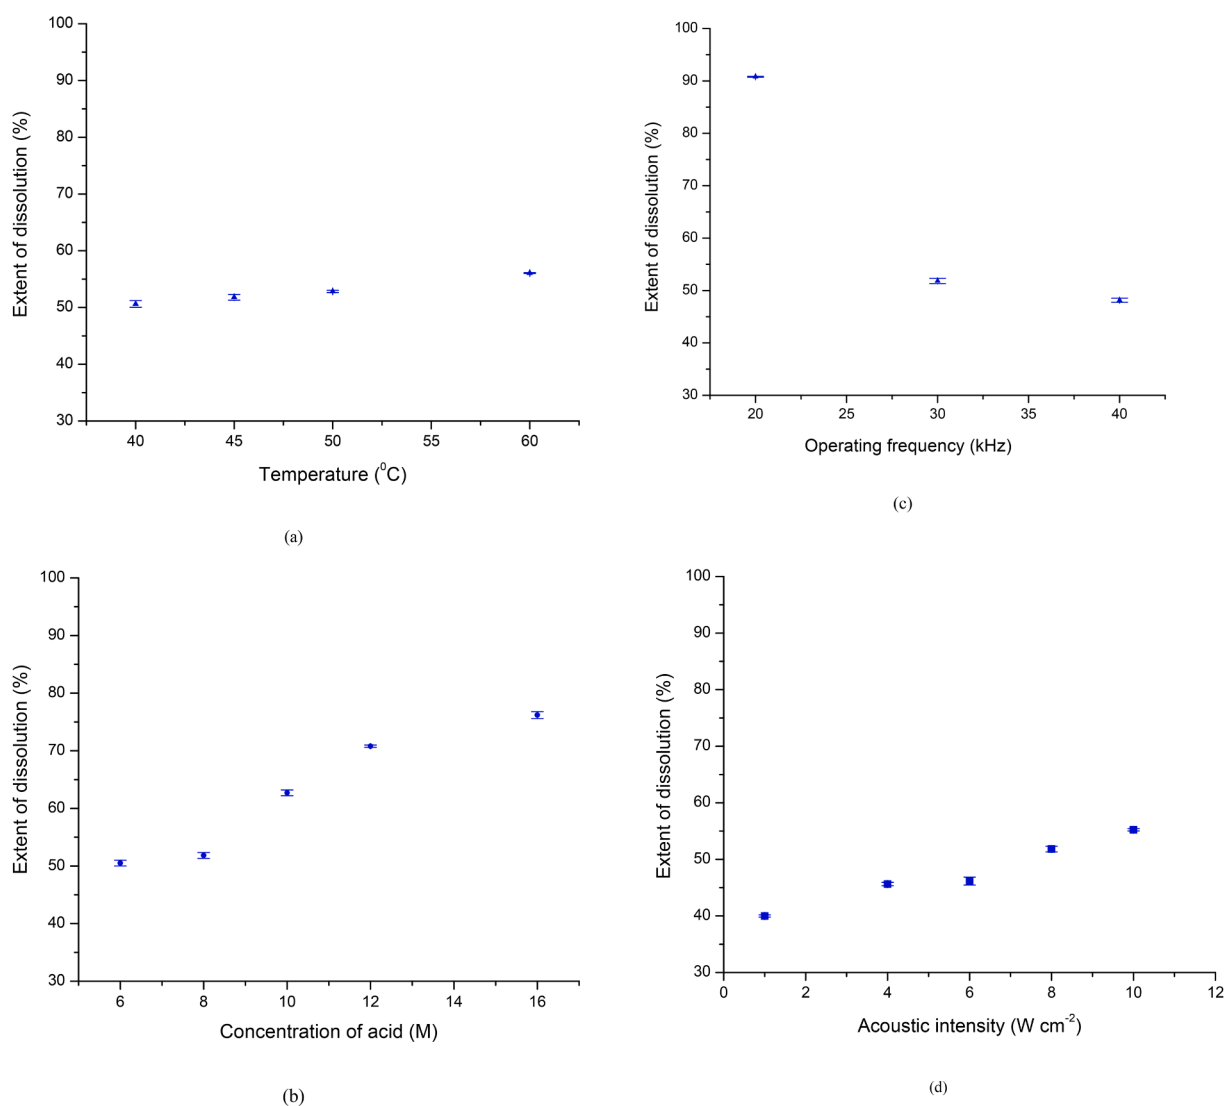 100
90
80
70
60
50
40
30
40 45 50 55 60
Extent of dissolution (%)
Temperature (⁰C)
(a)
100
90
80
70
60
50
40
30
20 25 30 35 40
Extent of dissolution (%)
Operating frequency (kHz)
(c)
100
90
80
70
60
50
40
30
6 8 10 12 14 16
Extent of dissolution (%)
Concentration of acid (M)
(b)
100
90
80
70
60
50
40
30
0 2 4 6 8 10 12
Extent of dissolution (%)
Acoustic intensity (W cm⁻²)
(d)